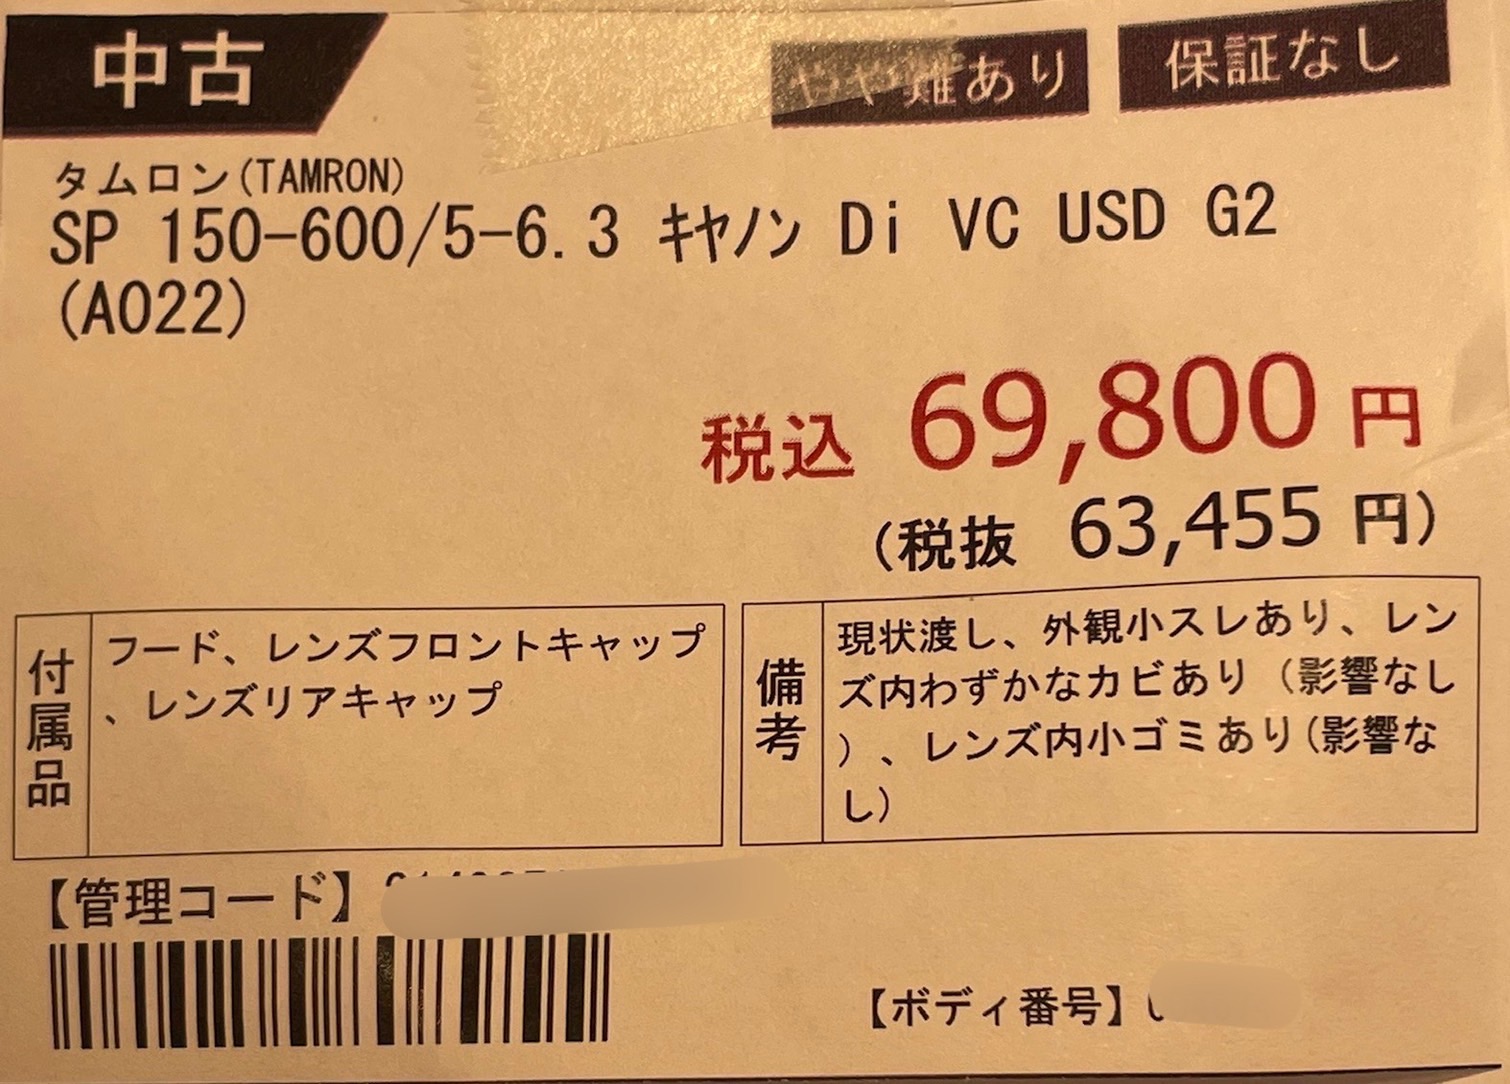 中古
やや難あり
保証なし
タムロン(TAMRON)
SP 150-600/5-6.3 キヤノン Di VC USD G2
(A022)
税込 69,800 円
(税抜 63,455 円)
付属品
フード、レンズフロントキャップ
、レンズリアキャップ
備考
現状渡し、外観小スレあり、レン
ズ内わずかなカビあり (影響なし
) 、レンズ内小ゴミあり(影響な
し)
【管理コード】
【ボディ番号】